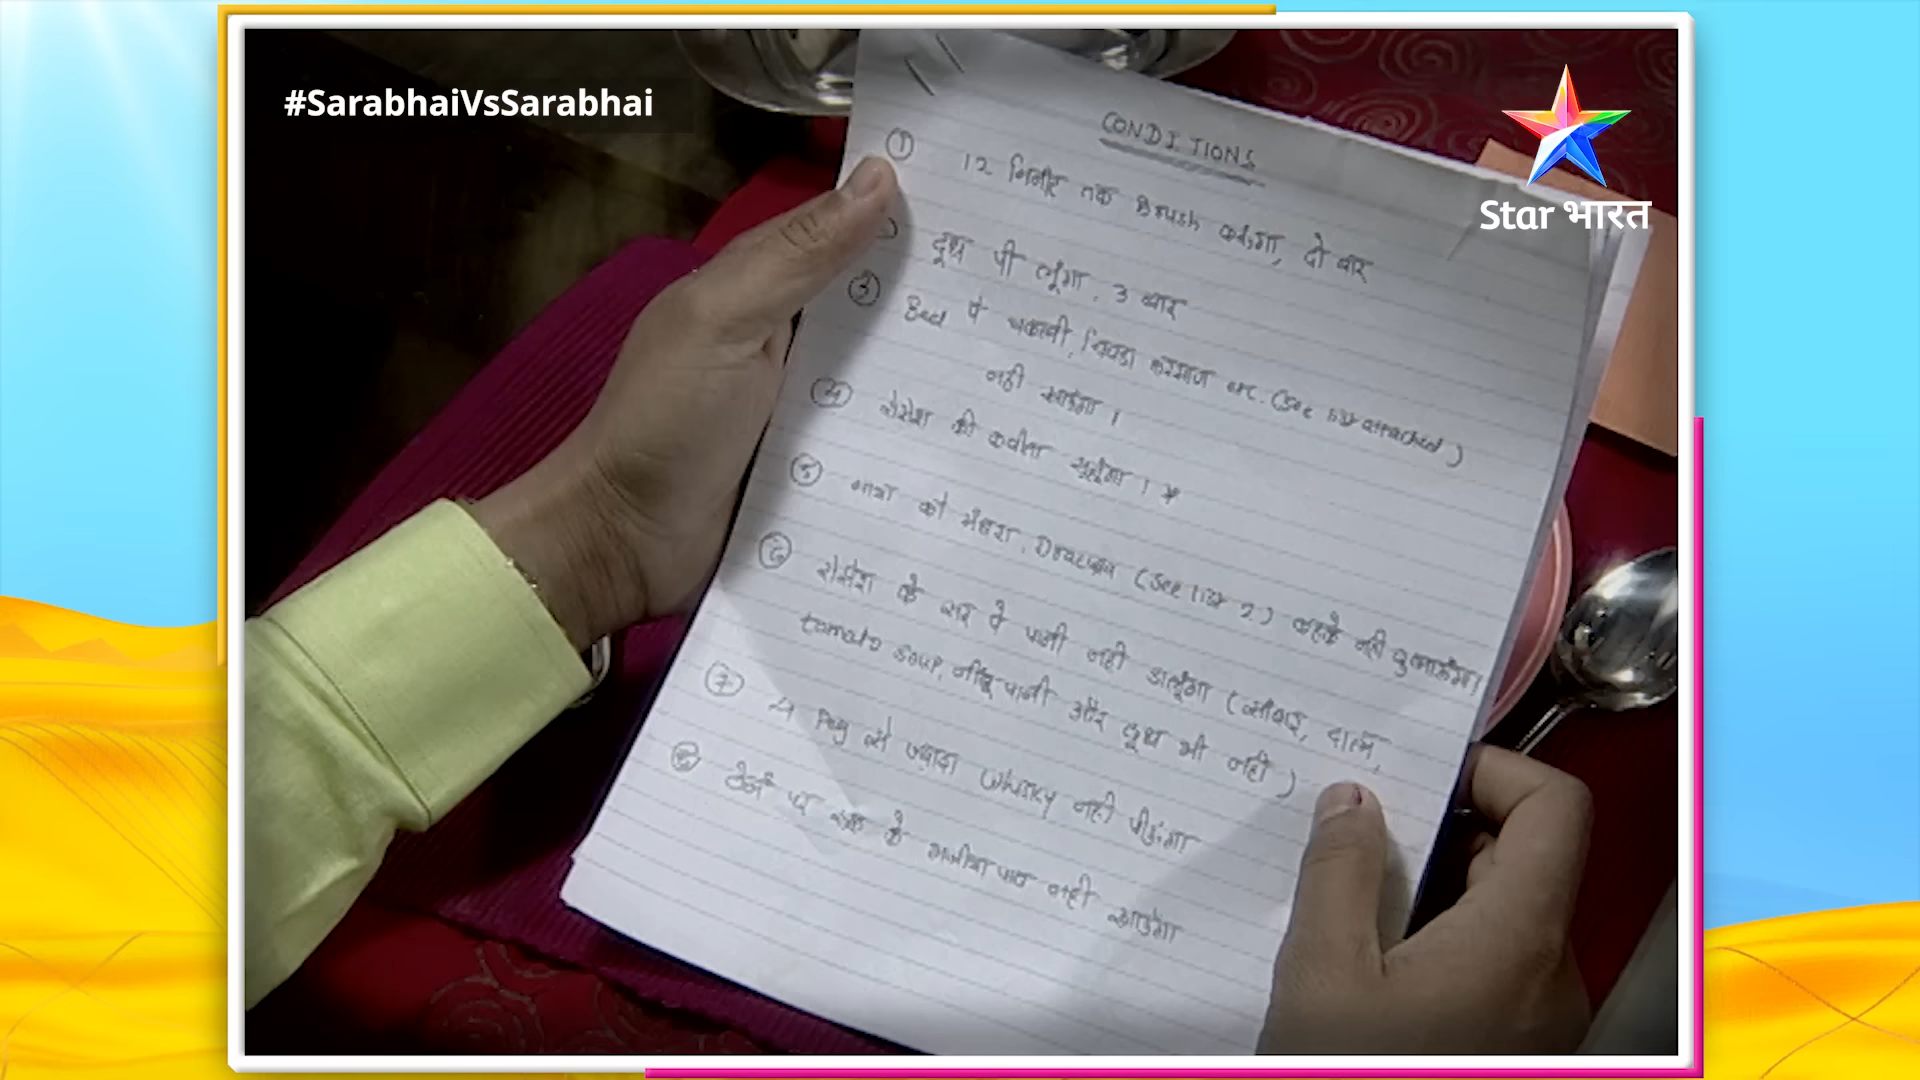 #SarabhaiVsSarabhai
Star भारत
CONDITIONS
① 12 मिनीट तक Brush करुंगा, दो बार
दूध पी लूँगा, 3 बार
③ Bed पे चकली, चिवडा etc. (See list attached)
नही खाऊंगा ।
④ रोसेश की कवीता सुनूंगा । *
⑤ माया को मंथरा, Dracula (See list 2) कहके नही बुलाऊंगा।
⑥ रोसेश के सर पे पानी नही डालूंगा (दाल,
tomato soup, नींबू पानी और दूध भी नही)
⑦ 4 Peg से ज्यादा Whisky नही पीउंगा
⑧ ठेले पर रुक के पाव नही खाउंगा